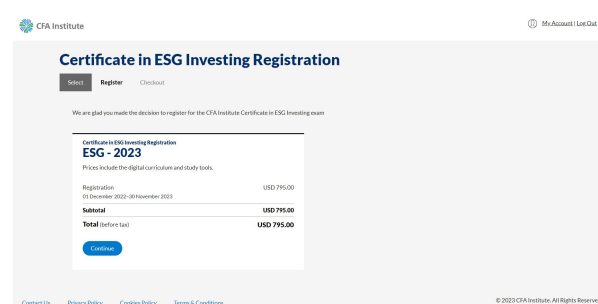 CFA Institute
My Account | Log Out
Certificate in ESG Investing Registration
Select Register Checkout
We are glad you made the decision to register for the CFA Institute Certificate in ESG Investing exam
Certificate in ESG Investing Registration
ESG - 2023
Prices include the digital curriculum and study tools.
Registration USD 795.00
01 December 2022–30 November 2023
Subtotal USD 795.00
Total (before tax) USD 795.00
Continue
Contact Us Privacy Policy Cookies Policy Terms & Conditions
© 2023 CFA Institute. All Rights Reserve